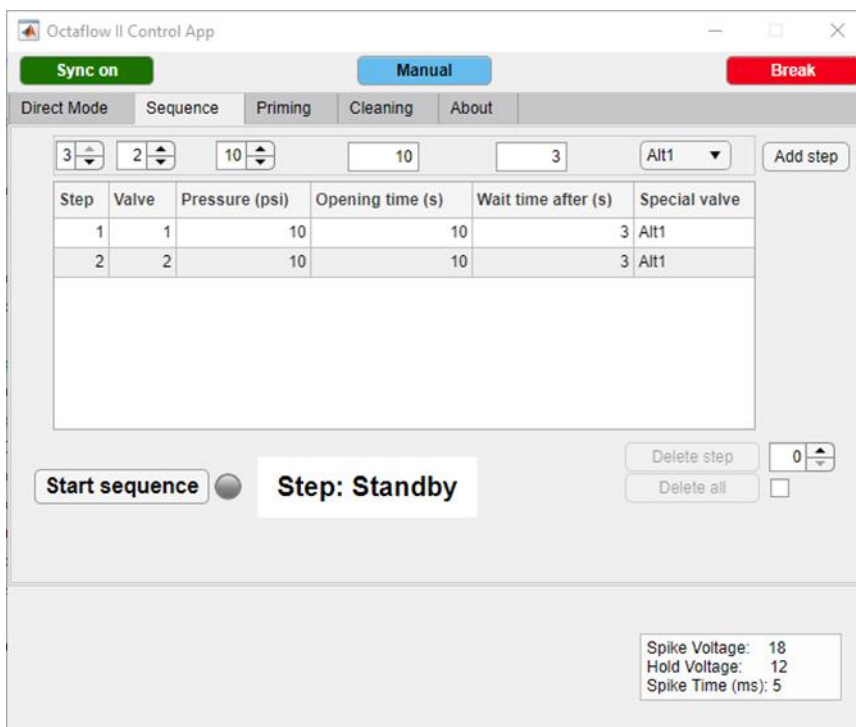 Octaflow II Control App
Sync on Manual Break
Direct Mode Sequence Priming Cleaning About
3 2 10 10 3 Alt1 Add step
Step Valve Pressure (psi) Opening time (s) Wait time after (s) Special valve
1 1 10 10 3 Alt1
2 2 10 10 3 Alt1
Delete step 0
Start sequence Step: Standby
Delete all
Spike Voltage: 18
Hold Voltage: 12
Spike Time (ms): 5